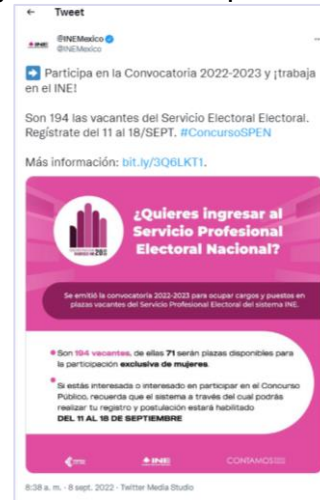 ← Tweet
@INEMexico
@INEMexico
Participa en la Convocatoria 2022-2023 y ¡trabaja
en el INE!
Son 194 las vacantes del Servicio Electoral Electoral.
Regístrate del 11 al 18/SEPT. #ConcursoSPEN
Más información: bit.ly/3Q6LKT1.
¿Quieres ingresar al
Servicio Profesional
Electoral Nacional?
Se emitió la convocatoria 2022-2023 para ocupar cargos y puestos en
plazas vacantes del Servicio Profesional Electoral del sistema INE.
Son 194 vacantes, de ellas 71 serán plazas disponibles para
la participación exclusiva de mujeres.
Si estás interesada o interesado en participar en el Concurso
Público, recuerda que el sistema a través del cual podrás
realizar tu registro y postulación estará habilitado
DEL 11 AL 18 DE SEPTIEMBRE
INE
CONTAMOS
8:38 a. m. · 8 sept. 2022 · Twitter Media Studio